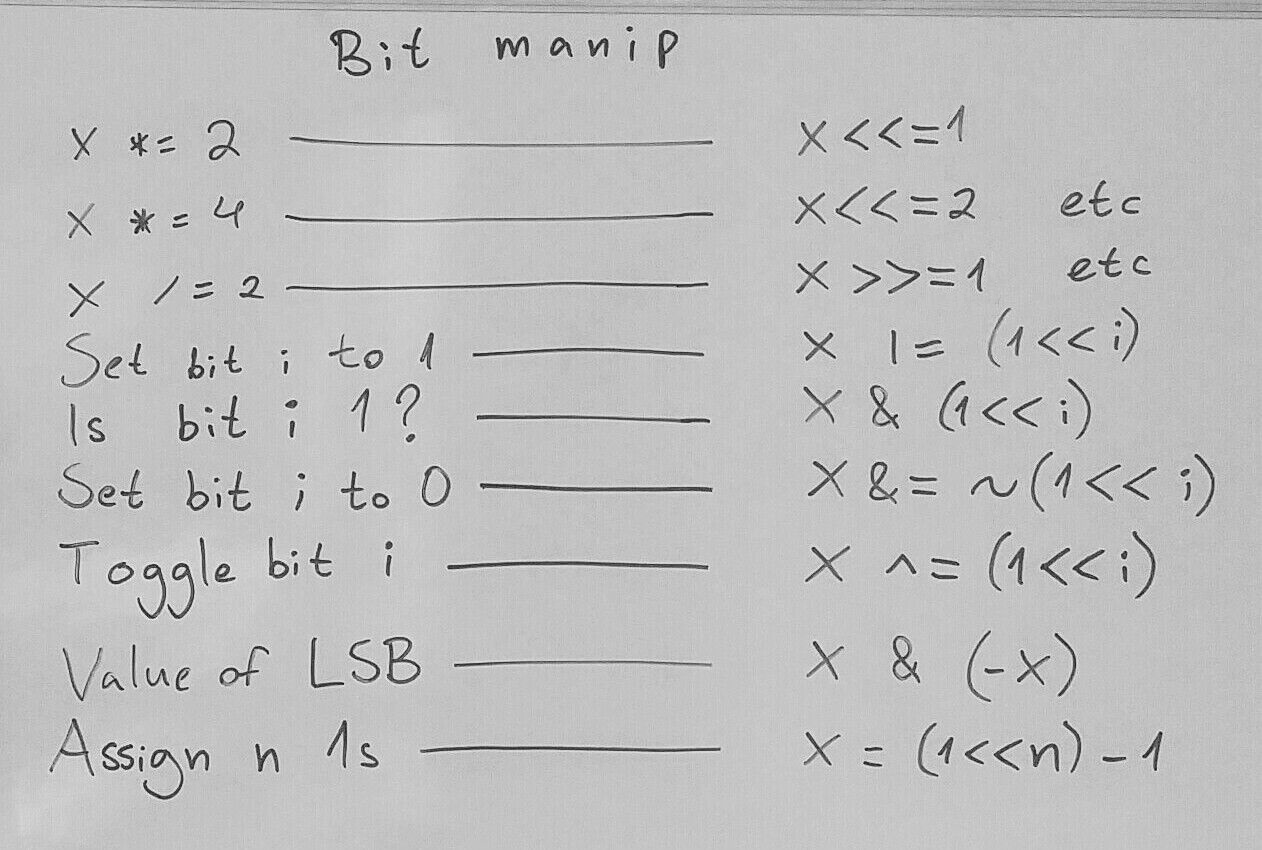 Bit manip
x *= 2 x<<=1
x *= 4 x<<=2 etc
x /= 2 x >>=1 etc
Set bit i to 1 x |= (1<<i)
Is bit i 1? x & (1<<i)
Set bit i to 0 x &= ~(1<< i)
Toggle bit i x ^= (1<<i)
Value of LSB x & (-x)
Assign n 1s x = (1<<n) - 1